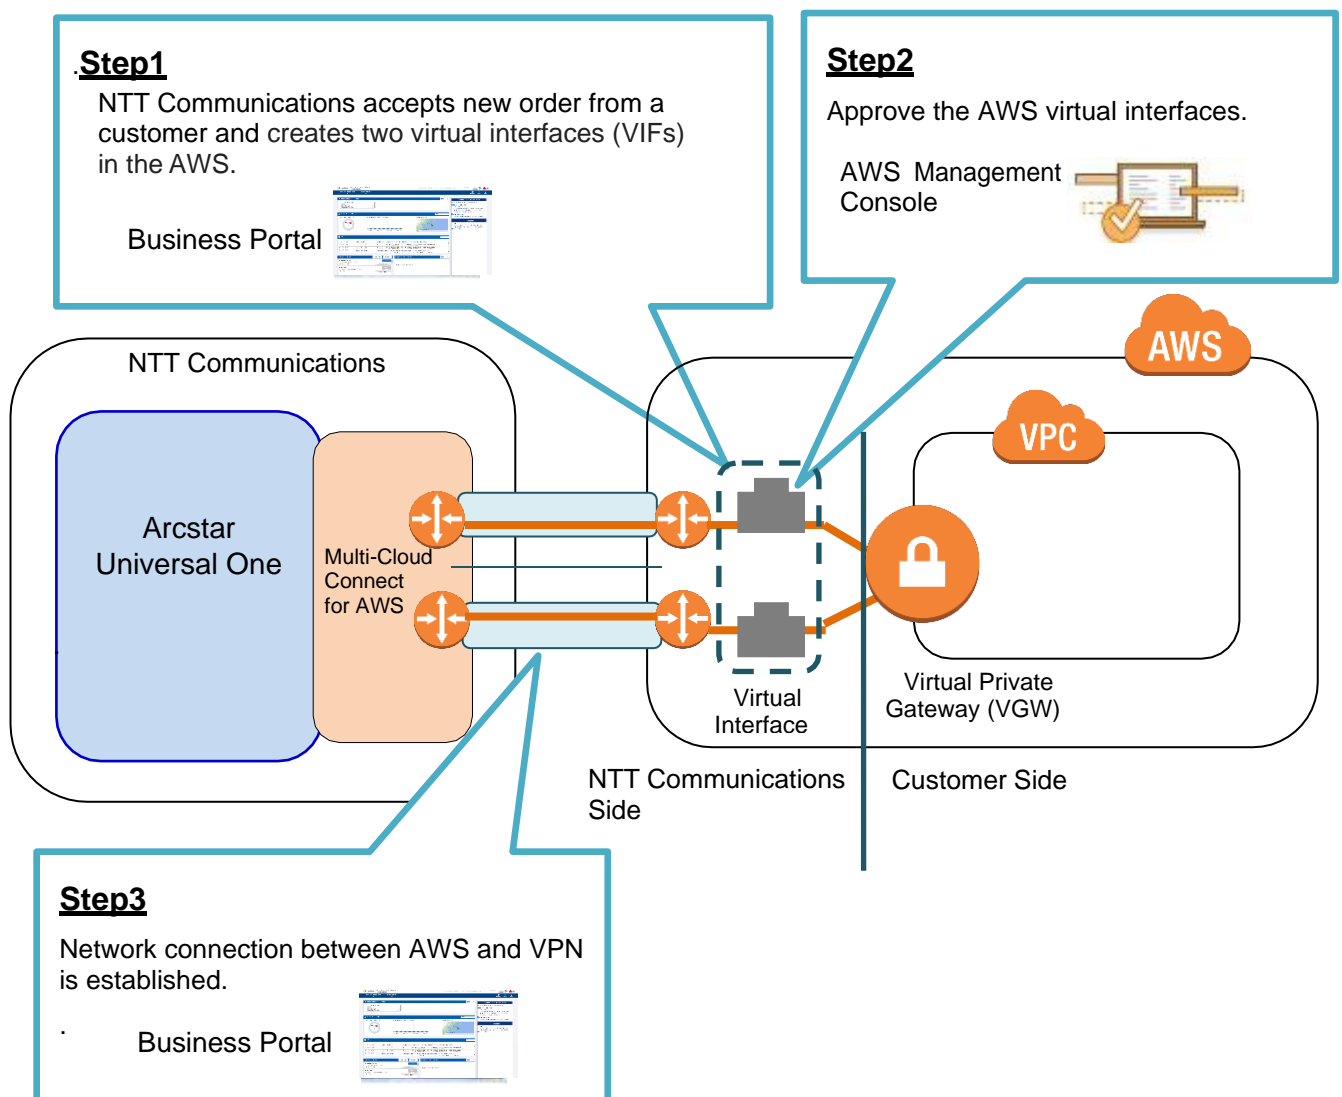 .Step1
NTT Communications accepts new order from a
customer and creates two virtual interfaces (VIFs)
in the AWS.
Business Portal
Step2
Approve the AWS virtual interfaces.
AWS Management
Console
AWS
NTT Communications
VPC
Arcstar
Universal One
Multi-Cloud
Connect
for AWS
Virtual
Interface
Virtual Private
Gateway (VGW)
NTT Communications
Side
Customer Side
Step3
Network connection between AWS and VPN
is established.
.
Business Portal